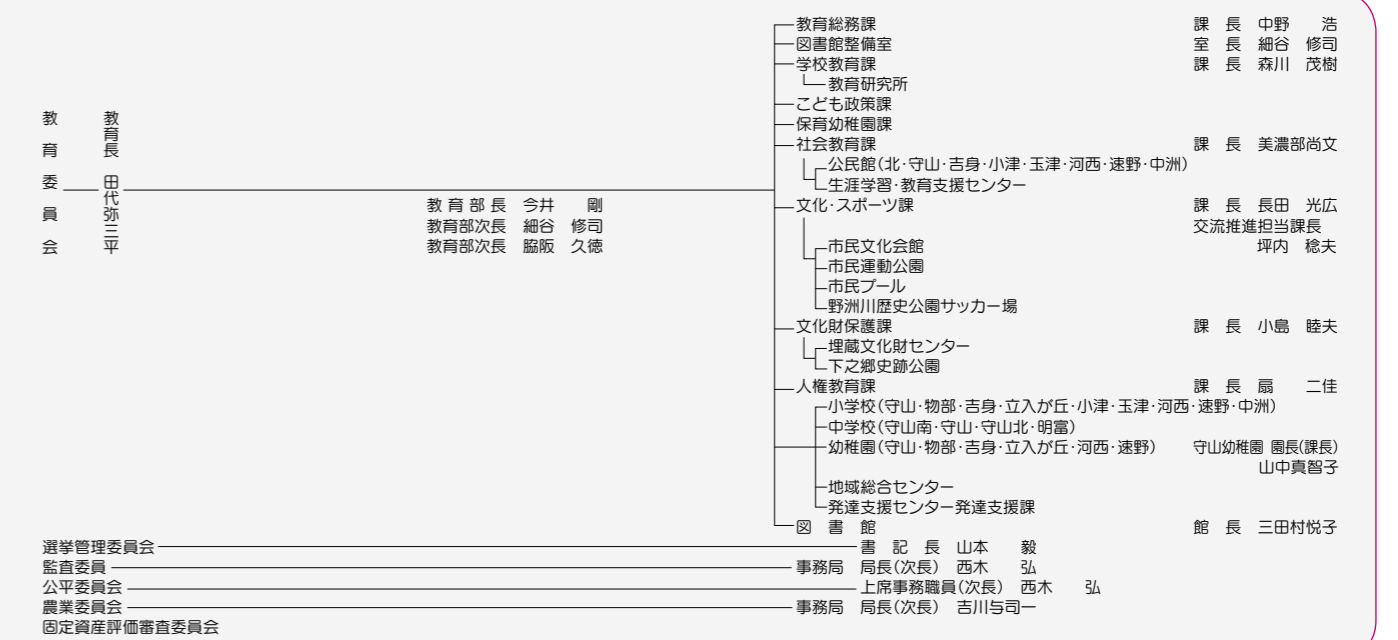 教育委員会
教育長 田代弥三平
教育部長 今井 剛
教育部次長 細谷 修司
教育部次長 脇阪 久徳
教育総務課 課長 中野 浩
図書館整備室 室長 細谷 修司
学校教育課 課長 森川 茂樹
教育研究所
こども政策課
保育幼稚園課
社会教育課 課長 美濃部尚文
公民館(北・守山・吉身・小津・玉津・河西・速野・中洲)
生涯学習・教育支援センター
文化・スポーツ課 課長 長田 光広
交流推進担当課長
市民文化会館 坪内 稔夫
市民運動公園
市民プール
野洲川歴史公園サッカー場
文化財保護課 課長 小島 睦夫
埋蔵文化財センター
下之郷史跡公園
人権教育課 課長 扇 二佳
小学校(守山・物部・吉身・立入が丘・小津・玉津・河西・速野・中洲)
中学校(守山南・守山・守山北・明富)
幼稚園(守山・物部・吉身・立入が丘・河西・速野) 守山幼稚園 園長(課長)
山中真智子
地域総合センター
発達支援センター発達支援課
図書館 館長 三田村悦子
選挙管理委員会 書記長 山本 毅
監査委員 事務局 局長(次長) 西木 弘
公平委員会 上席事務職員(次長) 西木 弘
農業委員会 事務局 局長(次長) 吉川与司一
固定資産評価審査委員会